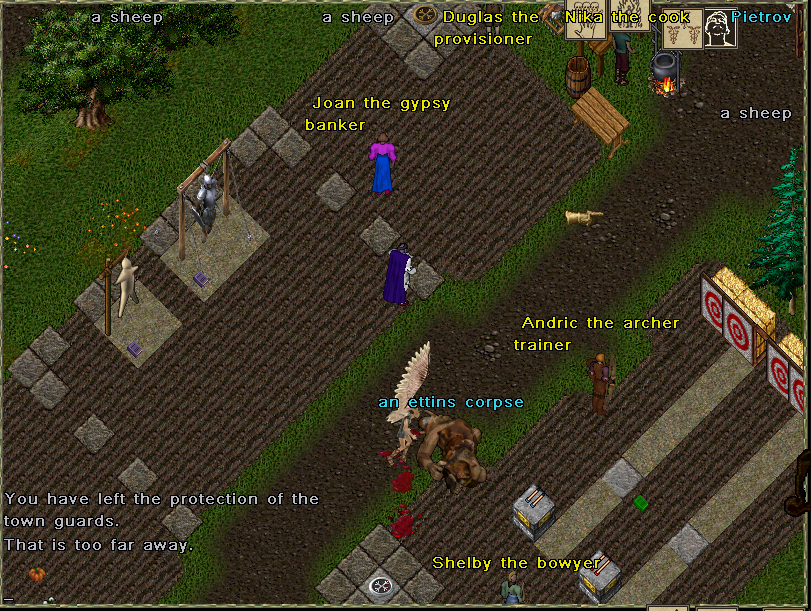 a sheep
a sheep
Duglas the
provisioner
Nika the cook
Pietrov
Joan the gypsy
banker
a sheep
Andric the archer
trainer
an ettins corpse
You have left the protection of the
town guards.
That is too far away.
Shelby the bowyer
_